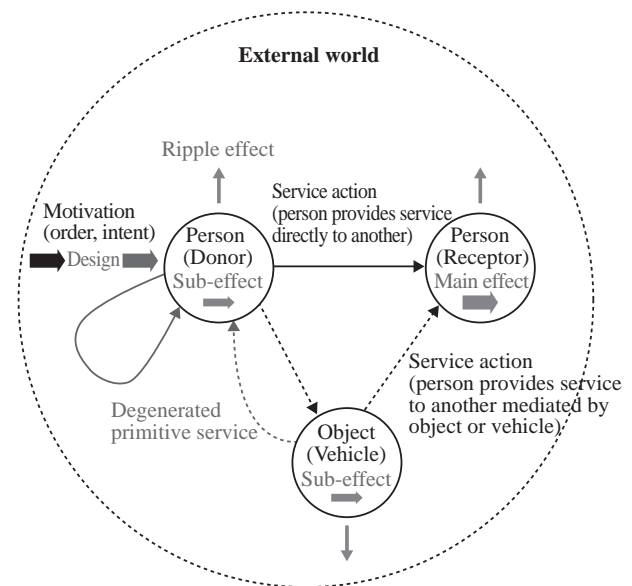 External world
Ripple effect
Service action
(person provides service
directly to another)
Motivation
(order, intent)
Design
Person
(Donor)
Sub-effect
Person
(Receptor)
Main effect
Service action
(person provides service
to another mediated by
object or vehicle)
Degenerated
primitive service
Object
(Vehicle)
Sub-effect